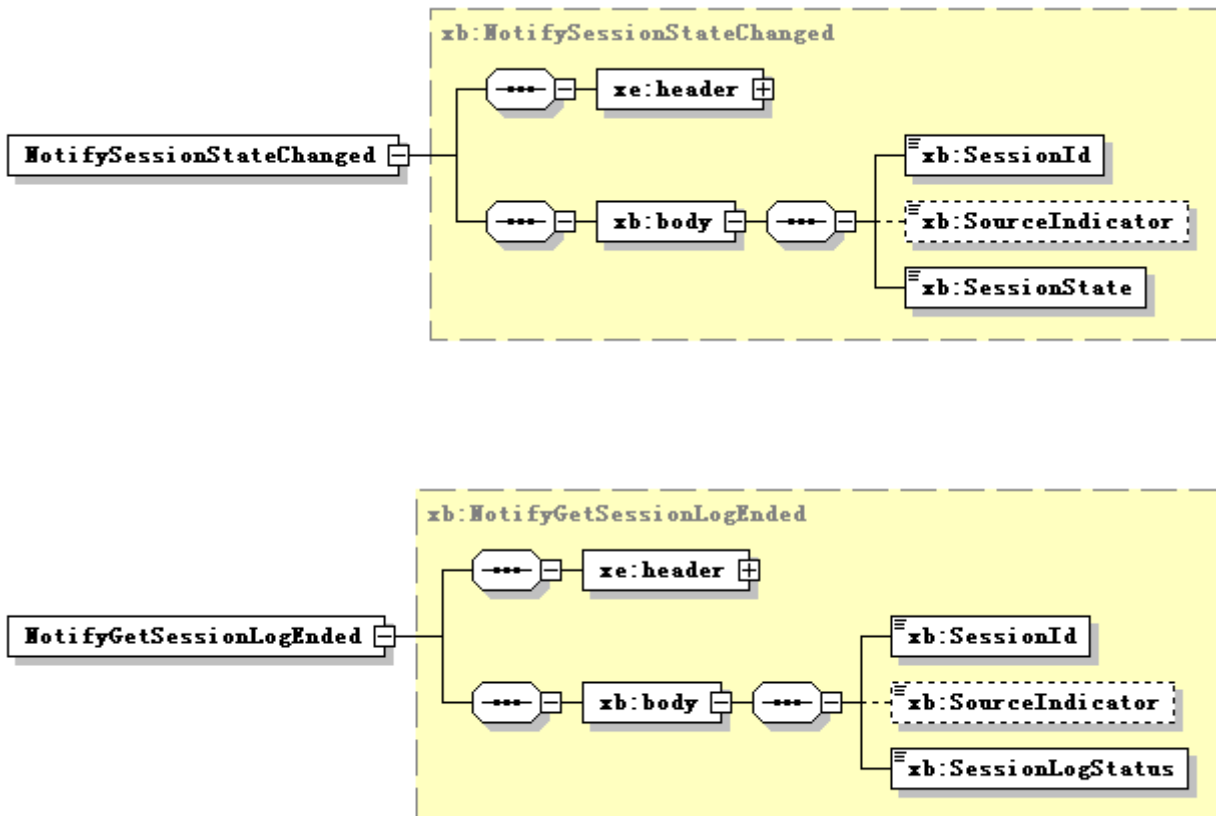 xb:NotifySessionStateChanged
xe:header
NotifySessionStateChanged
xb:SessionId
xb:body
xb:SourceIndicator
xb:SessionState
xb:NotifyGetSessionLogEnded
xe:header
NotifyGetSessionLogEnded
xb:SessionId
xb:body
xb:SourceIndicator
xb:SessionLogStatus